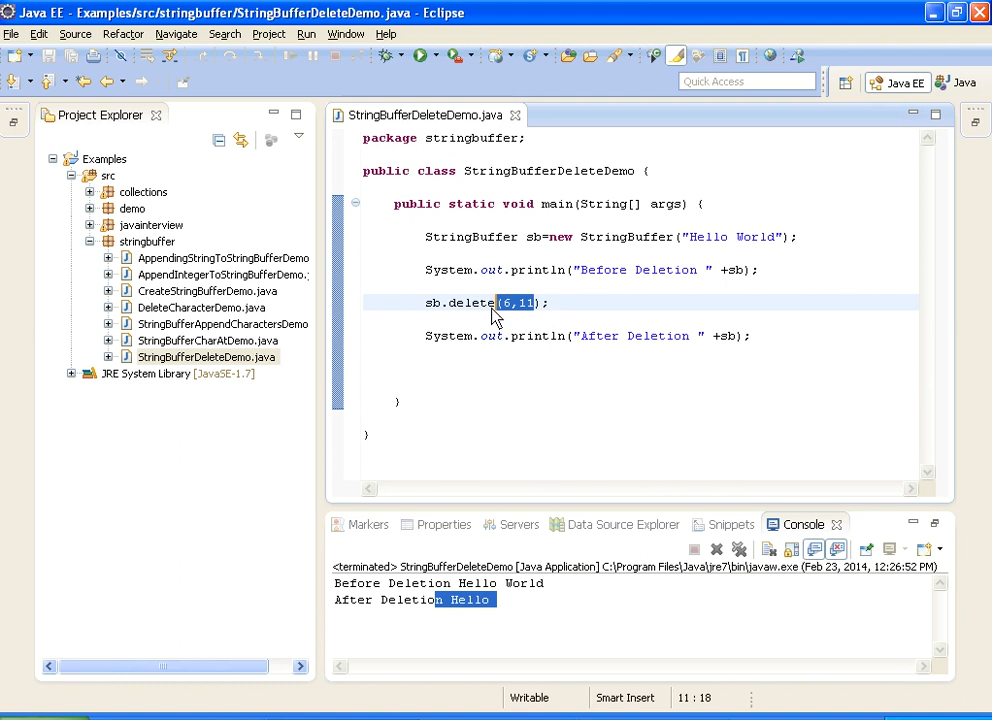 Java EE - Examples/src/stringbuffer/StringBufferDeleteDemo.java - Eclipse
File Edit Source Refactor Navigate Search Project Run Window Help
Quick Access
Java EE
Java
Project Explorer
Examples
src
collections
demo
javainterview
stringbuffer
AppendingStringToStringBufferDemo
AppendIntegerToStringBufferDemo.
CreateStringBufferDemo.java
DeleteCharacterDemo.java
StringBufferAppendCharactersDemo
StringBufferCharAtDemo.java
StringBufferDeleteDemo.java
JRE System Library [JavaSE-1.7]
StringBufferDeleteDemo.java
package stringbuffer;
public class StringBufferDeleteDemo {
public static void main(String[] args) {
StringBuffer sb=new StringBuffer("Hello World");
System.out.println("Before Deletion " +sb);
sb.delete(6,11);
System.out.println("After Deletion " +sb);
}
}
Markers Properties Servers Data Source Explorer Snippets Console
<terminated> StringBufferDeleteDemo [Java Application] C:\Program Files\Java\jre7\bin\javaw.exe (Feb 23, 2014, 12:26:52 PM)
Before Deletion Hello World
After Deletion Hello
Writable Smart Insert 11 : 18